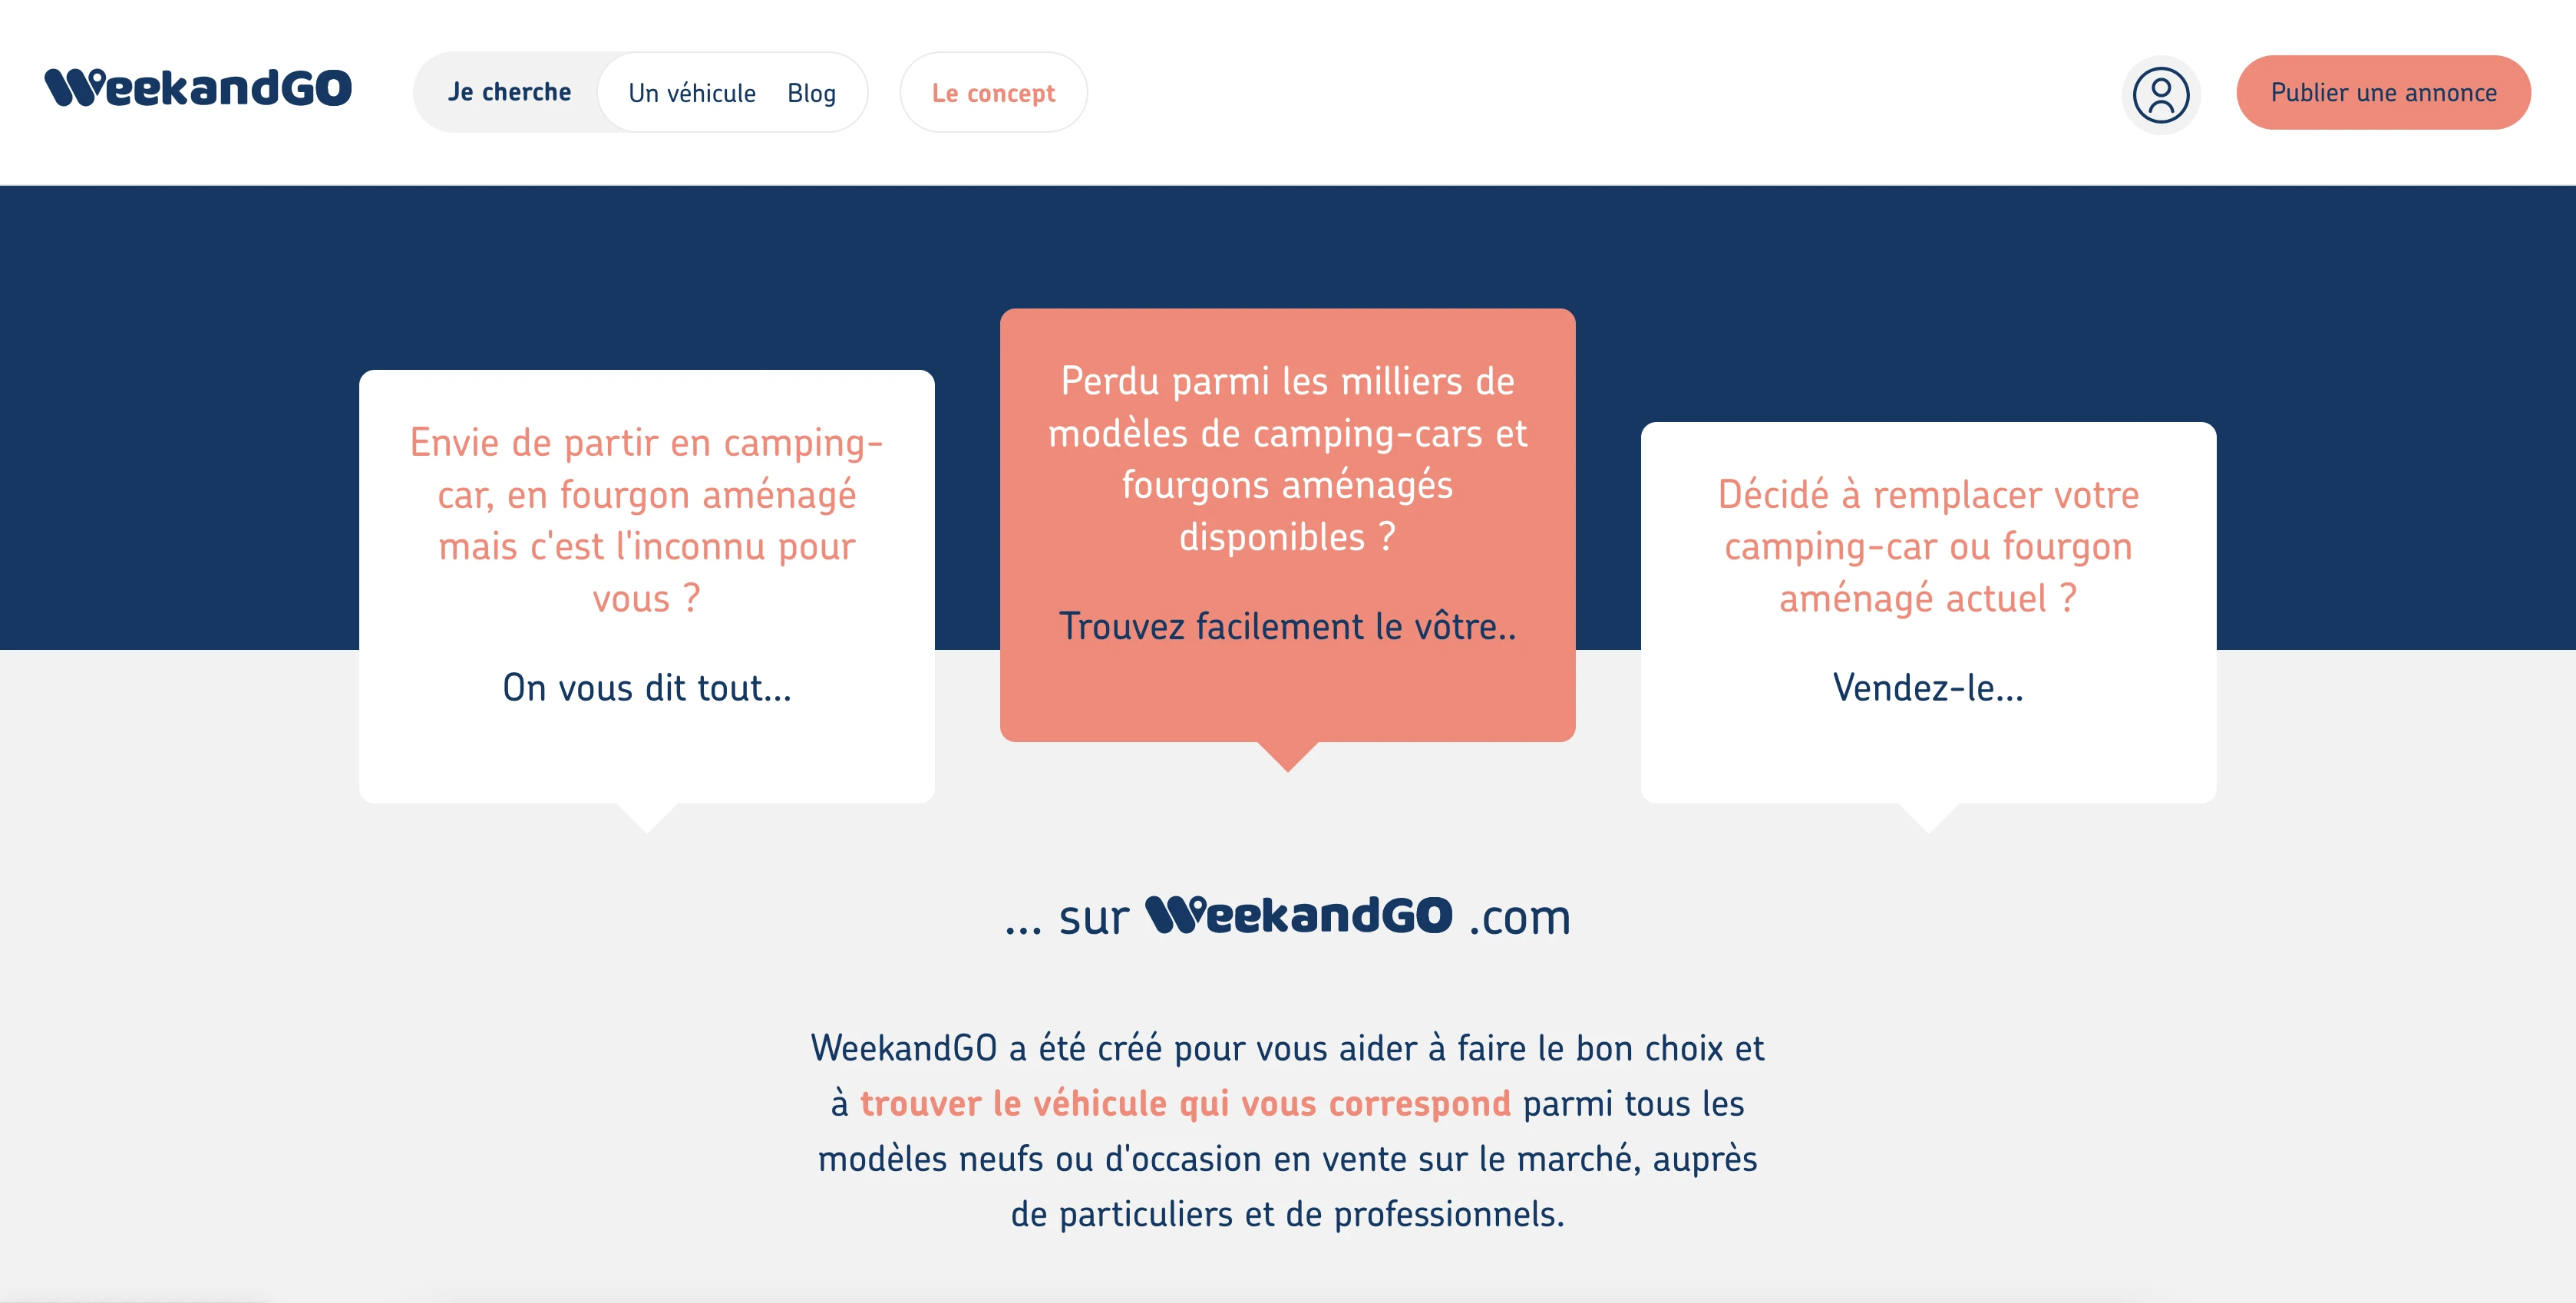 WeekandGO
Je cherche
Un véhicule
Blog
Le concept
Publier une annonce
Envie de partir en camping-
car, en fourgon aménagé
mais c'est l'inconnu pour
vous ?
On vous dit tout...
Perdu parmi les milliers de
modèles de camping-cars et
fourgons aménagés
disponibles ?
Trouvez facilement le vôtre..
Décidé à remplacer votre
camping-car ou fourgon
aménagé actuel ?
Vendez-le...
... sur WeekandGO .com
WeekandGO a été créé pour vous aider à faire le bon choix et
à trouver le véhicule qui vous correspond parmi tous les
modèles neufs ou d'occasion en vente sur le marché, auprès
de particuliers et de professionnels.